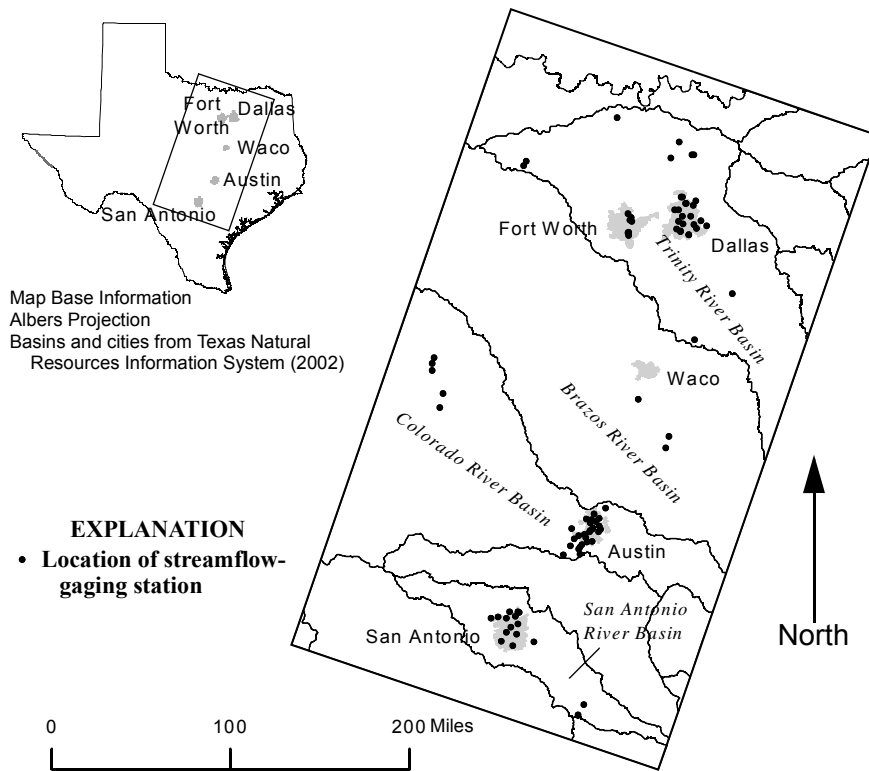 Fort
Worth
Dallas
Waco
Austin
San Antonio
Map Base Information
Albers Projection
Basins and cities from Texas Natural
Resources Information System (2002)
EXPLANATION
• Location of streamflow-
gaging station
0 100 200 Miles
Fort Worth
Dallas
Trinity River Basin
Waco
Brazos River Basin
Colorado River Basin
Austin
San Antonio
San Antonio
River Basin
North